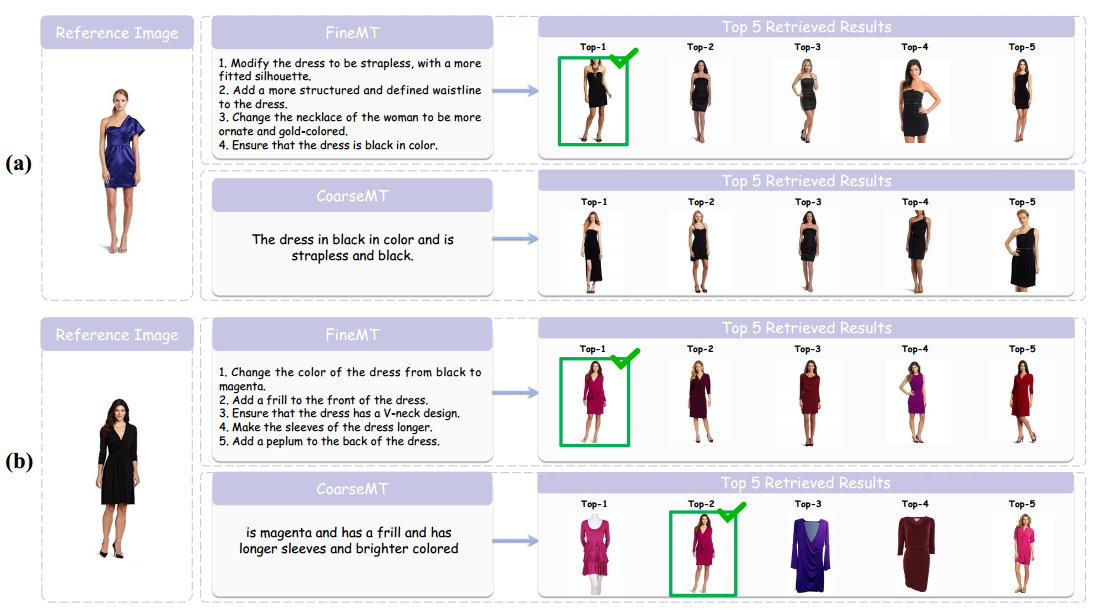 Reference Image
FineMT
Top 5 Retrieved Results
1. Modify the dress to be strapless, with a more
fitted silhouette.
2. Add a more structured and defined waistline
to the dress.
3. Change the necklace of the woman to be more
ornate and gold-colored.
4. Ensure that the dress is black in color.
Top-1
Top-2
Top-3
Top-4
Top-5
(a)
CoarseMT
Top 5 Retrieved Results
The dress in black in color and is
strapless and black.
Top-1
Top-2
Top-3
Top-4
Top-5
Reference Image
FineMT
Top 5 Retrieved Results
1. Change the color of the dress from black to
magenta.
2. Add a frill to the front of the dress.
3. Ensure that the dress has a V-neck design.
4. Make the sleeves of the dress longer.
5. Add a peplum to the back of the dress.
Top-1
Top-2
Top-3
Top-4
Top-5
(b)
CoarseMT
Top 5 Retrieved Results
is magenta and has a frill and has
longer sleeves and brighter colored
Top-1
Top-2
Top-3
Top-4
Top-5